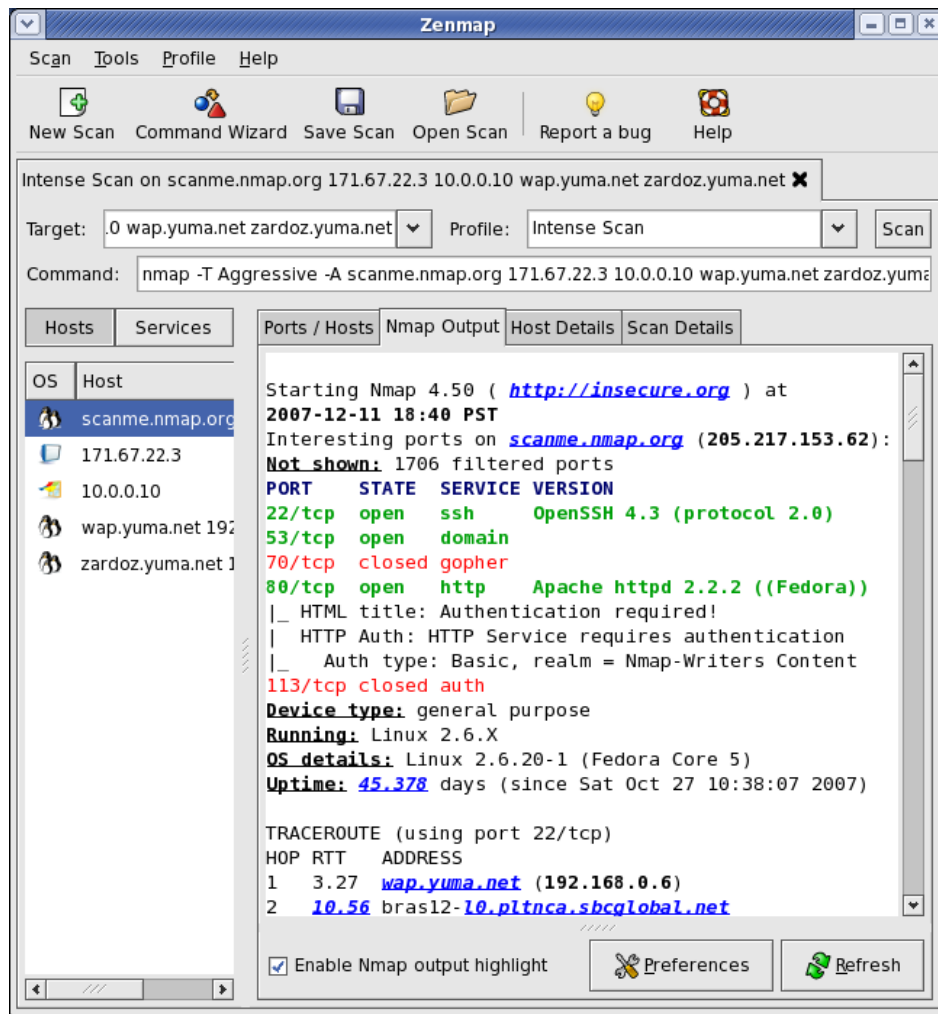 Zenmap
Scan Tools Profile Help
New Scan Command Wizard Save Scan Open Scan Report a bug Help
Intense Scan on scanme.nmap.org 171.67.22.3 10.0.0.10 wap.yuma.net zardoz.yuma.net
Target: .0 wap.yuma.net zardoz.yuma.net Profile: Intense Scan Scan
Command: nmap -T Aggressive -A scanme.nmap.org 171.67.22.3 10.0.0.10 wap.yuma.net zardoz.yuma
Hosts Services
OS Host
scanme.nmap.org
171.67.22.3
10.0.0.10
wap.yuma.net 192
zardoz.yuma.net 1
Ports / Hosts Nmap Output Host Details Scan Details
Starting Nmap 4.50 ( http://insecure.org ) at
2007-12-11 18:40 PST
Interesting ports on scanme.nmap.org (205.217.153.62):
Not shown: 1706 filtered ports
PORT STATE SERVICE VERSION
22/tcp open ssh OpenSSH 4.3 (protocol 2.0)
53/tcp open domain
70/tcp closed gopher
80/tcp open http Apache httpd 2.2.2 ((Fedora))
|_ HTML title: Authentication required!
| HTTP Auth: HTTP Service requires authentication
|_ Auth type: Basic, realm = Nmap-Writers Content
113/tcp closed auth
Device type: general purpose
Running: Linux 2.6.X
OS details: Linux 2.6.20-1 (Fedora Core 5)
Uptime: 45.378 days (since Sat Oct 27 10:38:07 2007)
TRACEROUTE (using port 22/tcp)
HOP RTT ADDRESS
1 3.27 wap.yuma.net (192.168.0.6)
2 10.56 bras12-l0.pltnca.sbcglobal.net
Enable Nmap output highlight Preferences Refresh